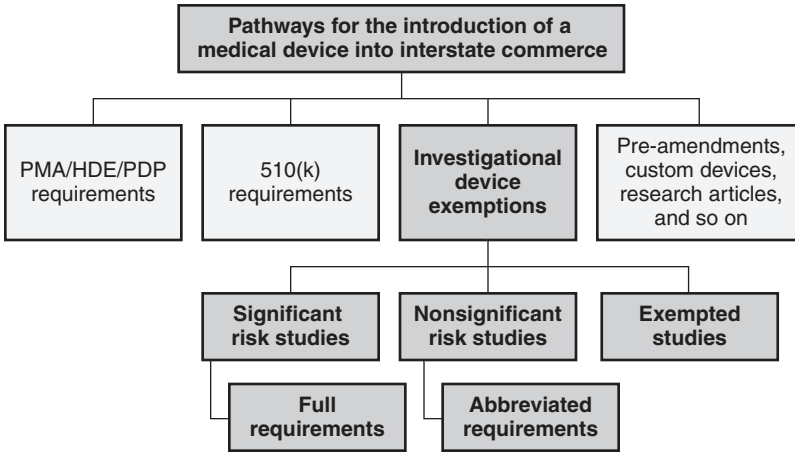 Pathways for the introduction of a
medical device into interstate commerce
PMA/HDE/PDP
requirements
510(k)
requirements
Investigational
device
exemptions
Pre-amendments,
custom devices,
research articles,
and so on
Significant
risk studies
Nonsignificant
risk studies
Exempted
studies
Full
requirements
Abbreviated
requirements